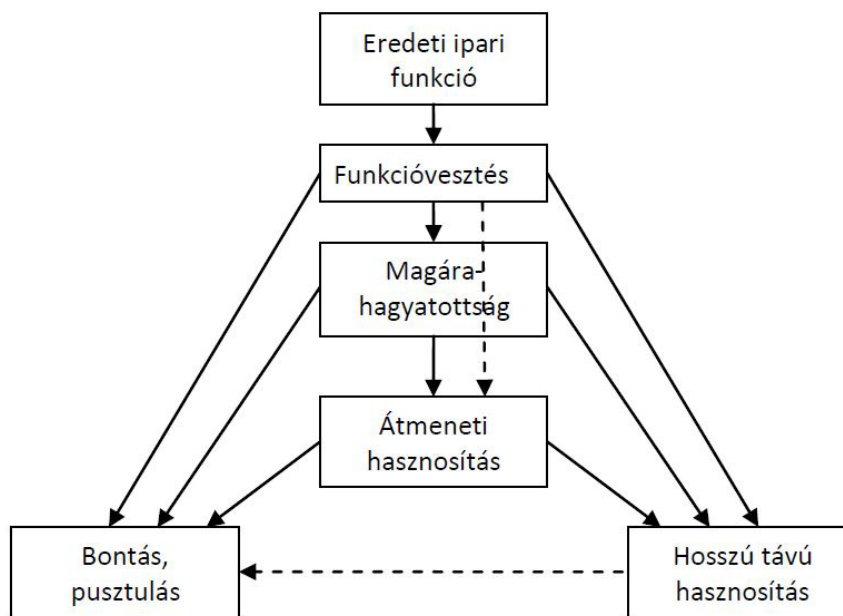 Eredeti ipari
funkció
Funkcióvesztés
Magára-
hagyatottság
Átmeneti
hasznosítás
Bontás,
pusztulás
Hosszú távú
hasznosítás